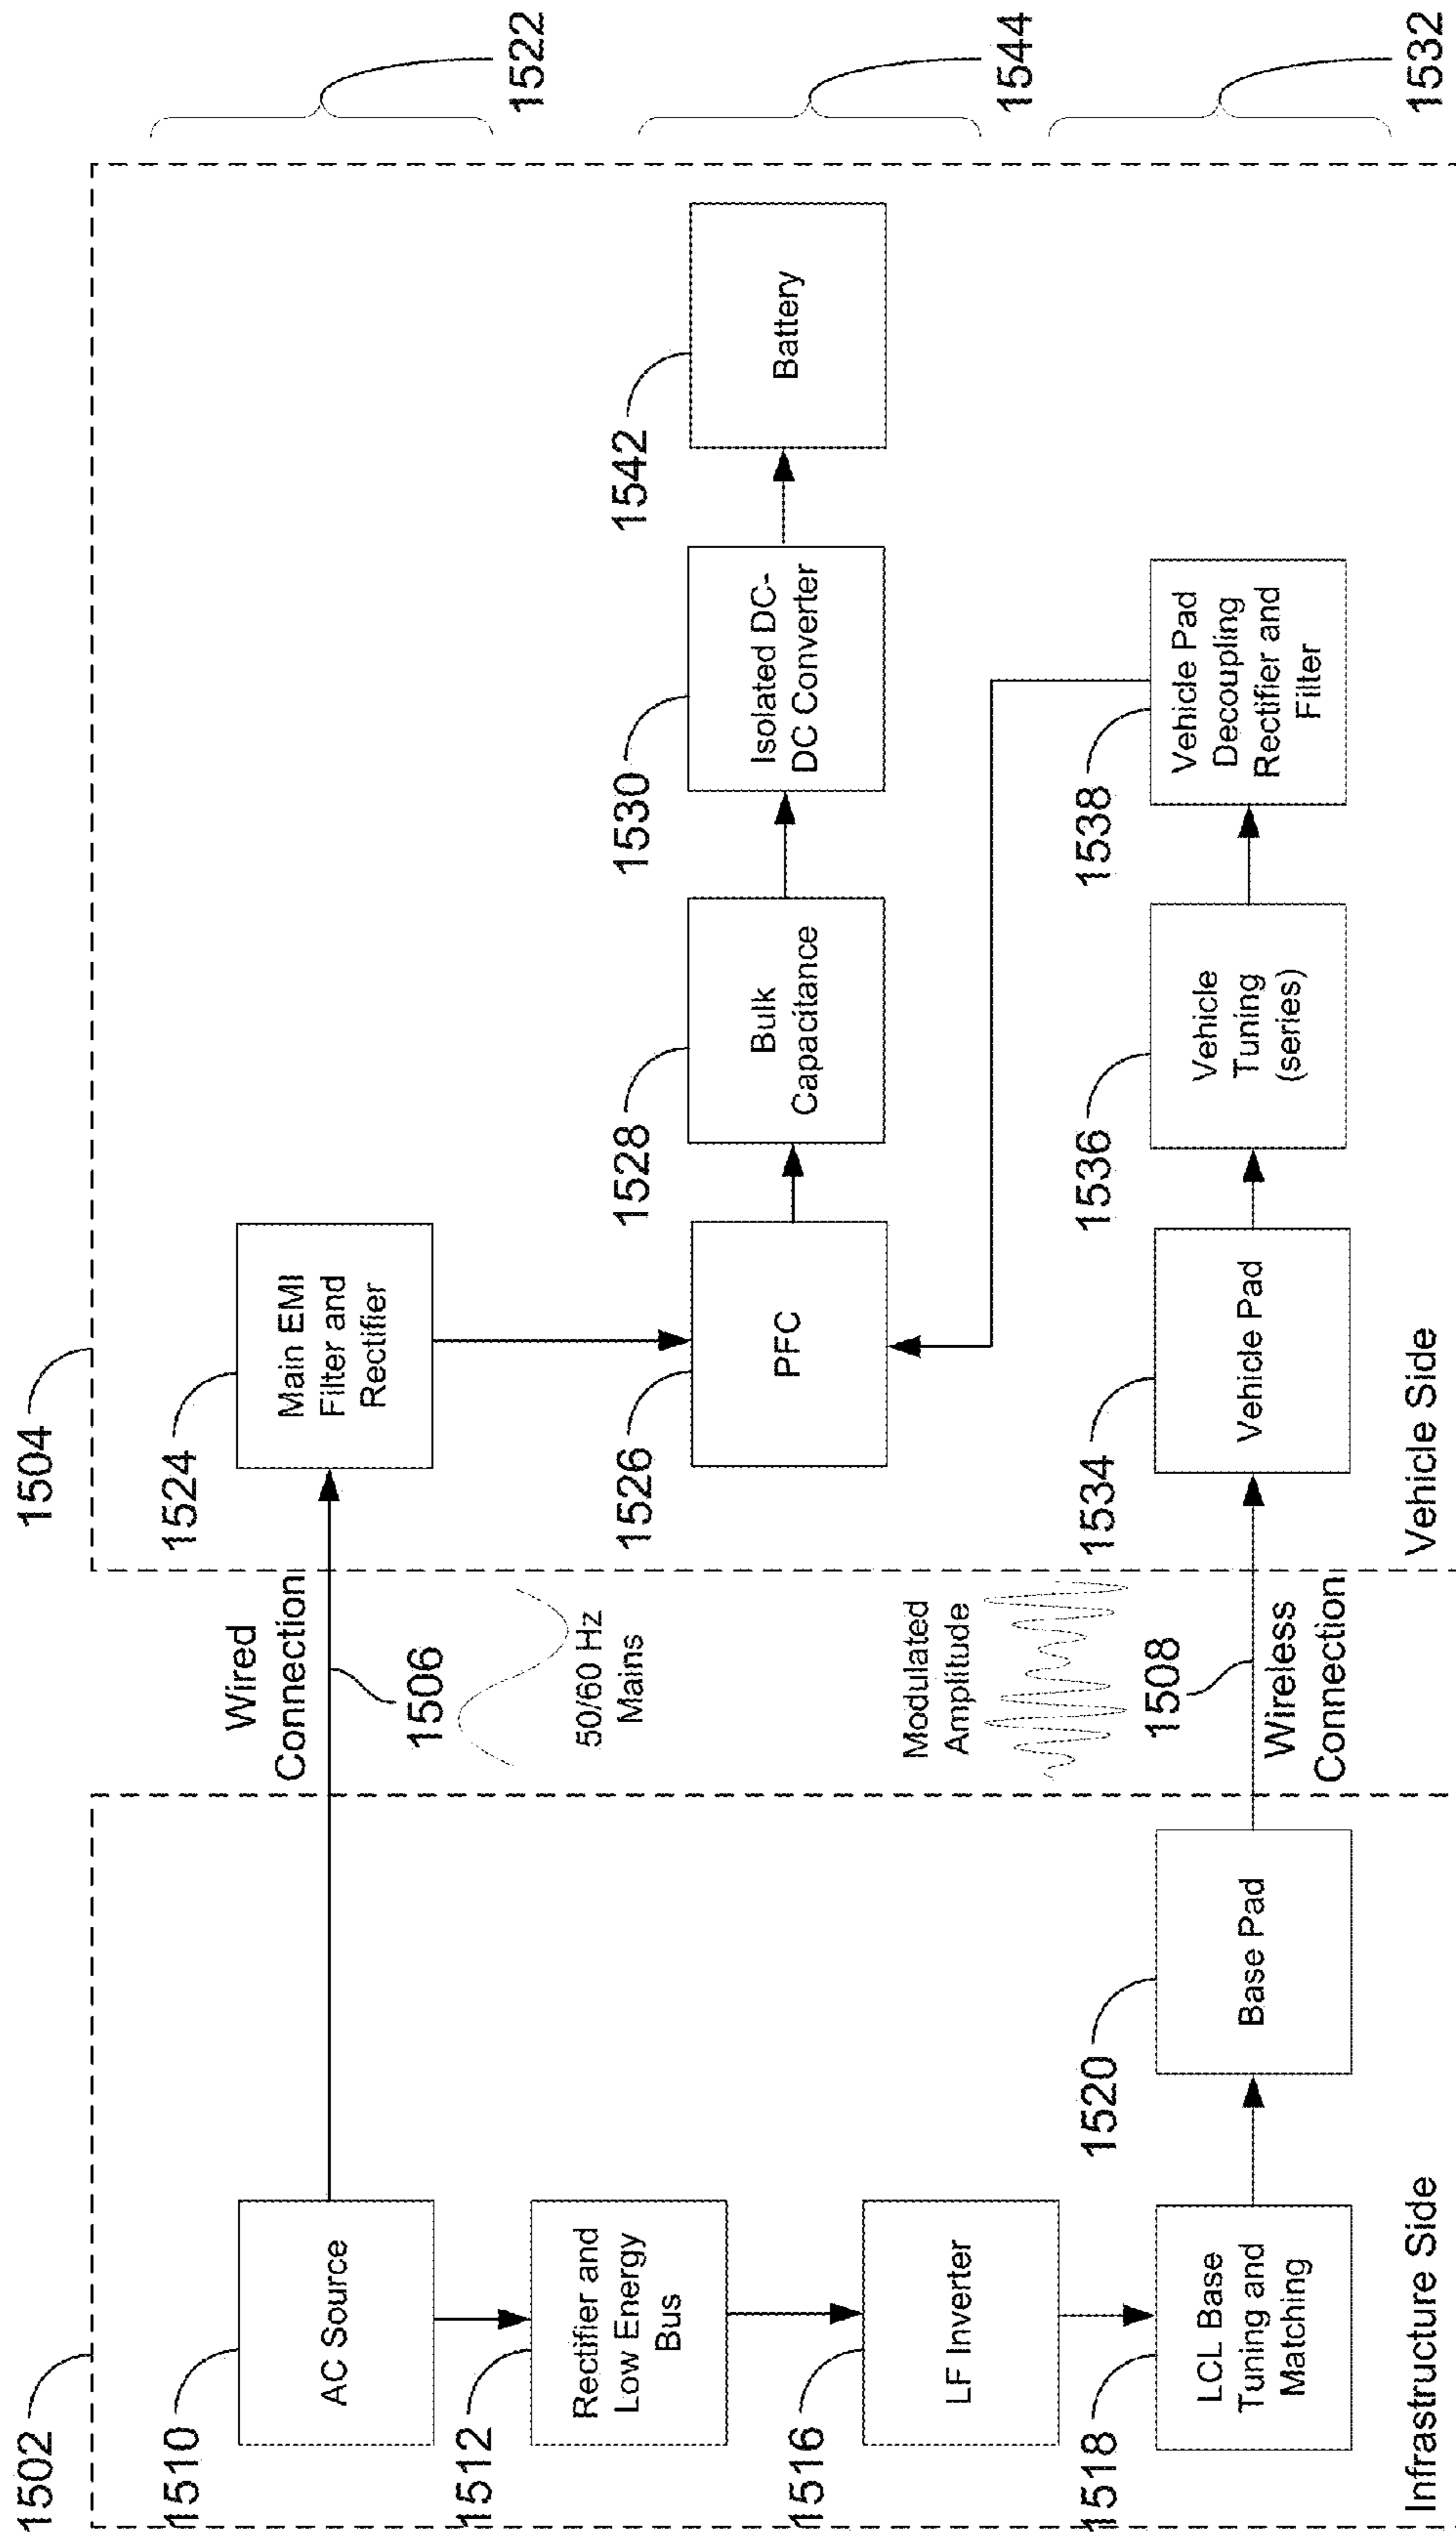 1502
1504
1510
AC Source
1512
Rectifier and
Low Energy
Bus
1516
LF Inverter
1518
LCL Base
Tuning and
Matching
1520
Base Pad
Infrastructure Side
Wired
Connection
1506
50/60 Hz
Mains
Modulated
Amplitude
1508
Wireless
Connection
1524
Main EMI
Filter and
Rectifier
1526
PFC
1528
Bulk
Capacitance
1530
Isolated DC-
DC Converter
1542
Battery
1534
Vehicle Pad
1536
Vehicle
Tuning
(series)
1538
Vehicle Pad
Decoupling
Rectifier and
Filter
Vehicle Side
1522
1544
1532